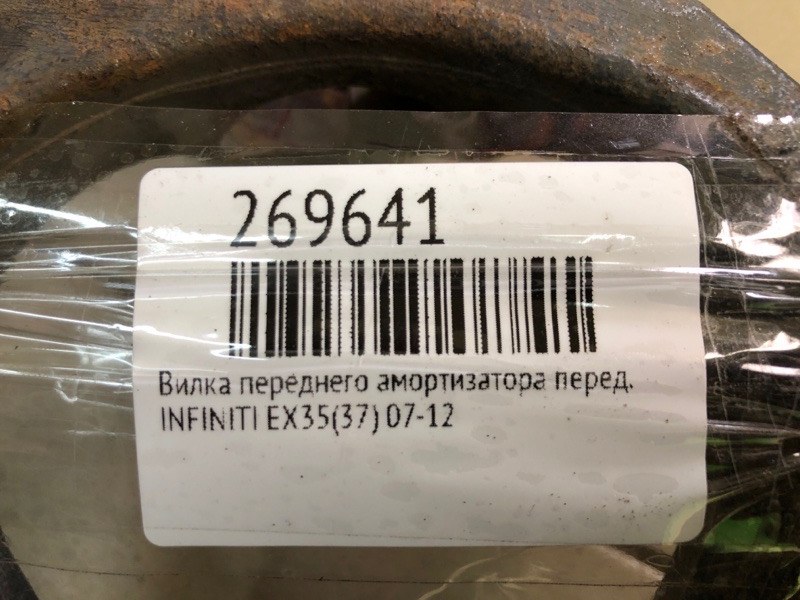 269641
Вилка переднего амортизатора перед.
INFINITI EX35(37) 07-12